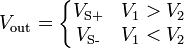 V_out = { V_S+  V_1 > V_2
V_S-  V_1 < V_2